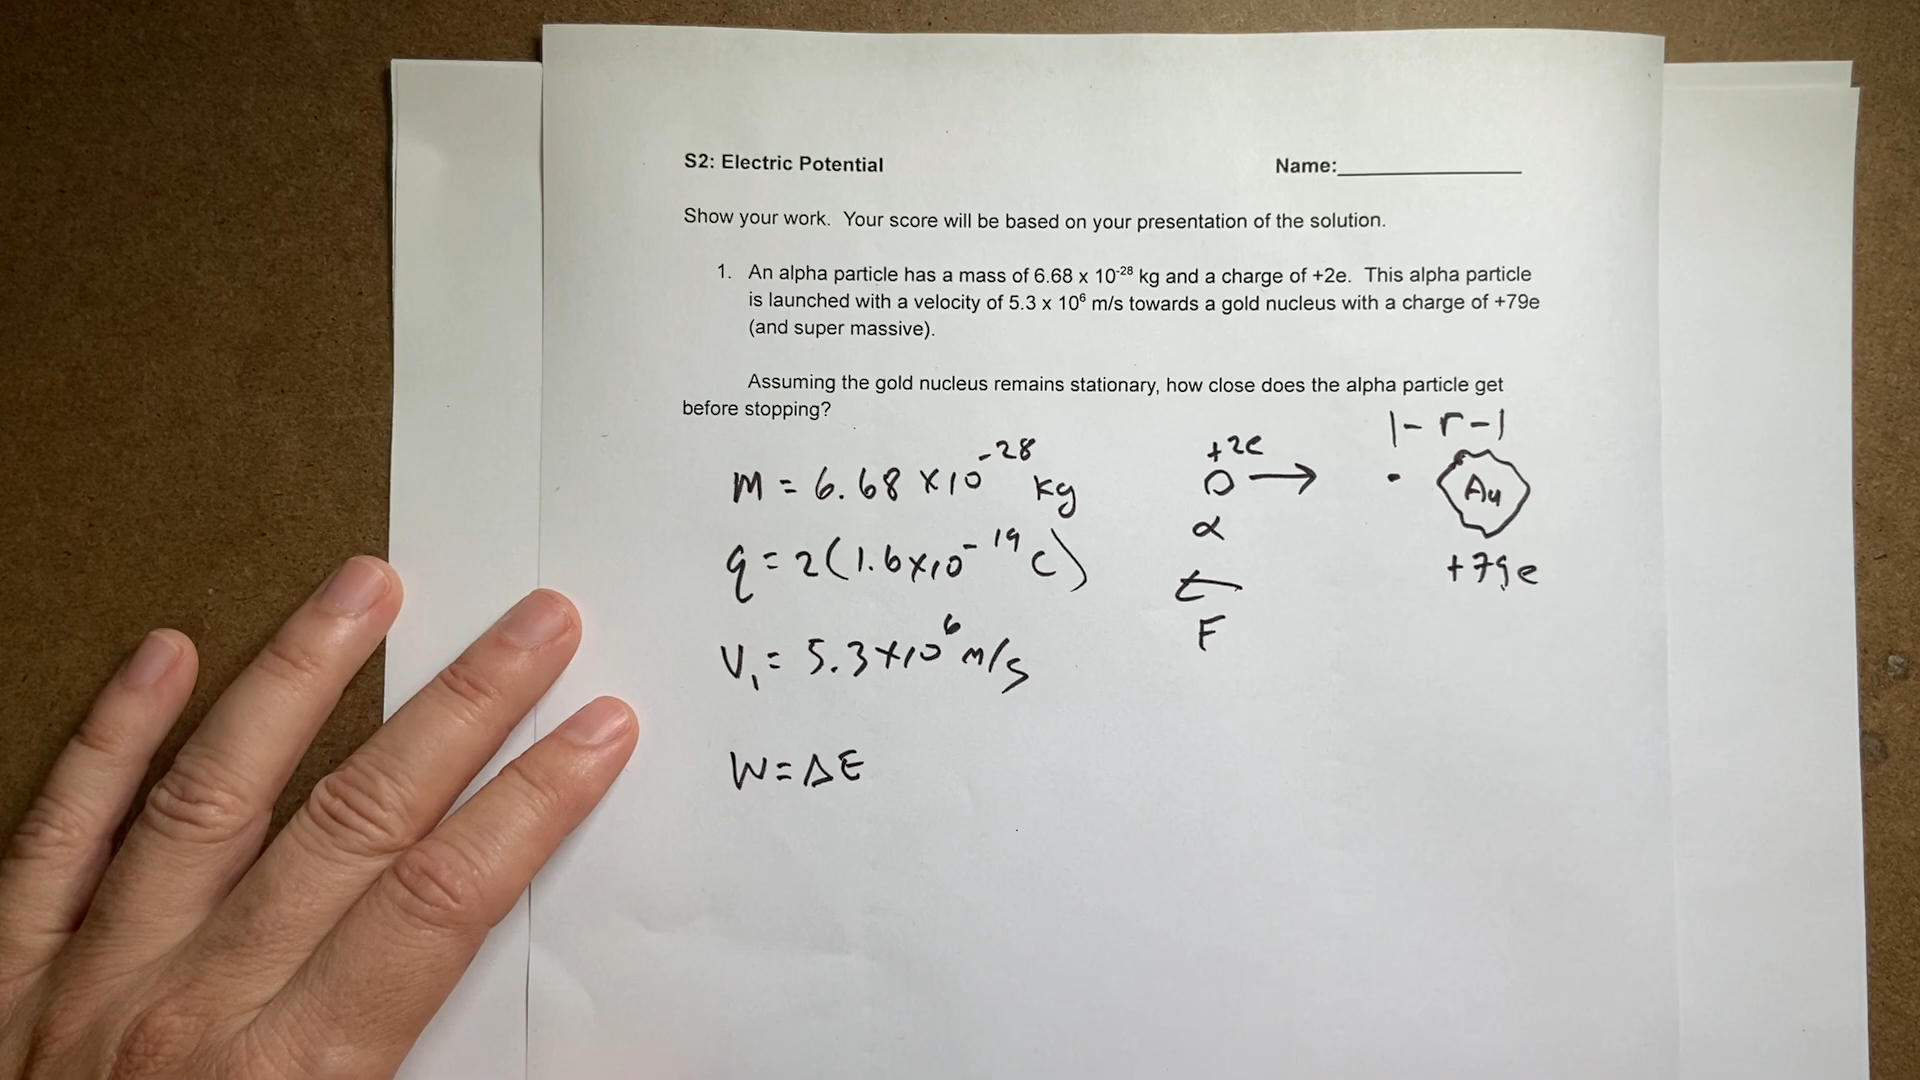 S2: Electric Potential Name:
Show your work. Your score will be based on your presentation of the solution.
1. An alpha particle has a mass of 6.68 x 10⁻²⁸ kg and a charge of +2e. This alpha particle
is launched with a velocity of 5.3 x 10⁶ m/s towards a gold nucleus with a charge of +79e
(and super massive).
Assuming the gold nucleus remains stationary, how close does the alpha particle get
before stopping?
|- r -|
+2e
m = 6.68 x10⁻²⁸ kg
Au
α
q = 2(1.6x10⁻¹⁹ C)
+79e
F
V₁ = 5.3x10⁶ m/s
W = ΔE